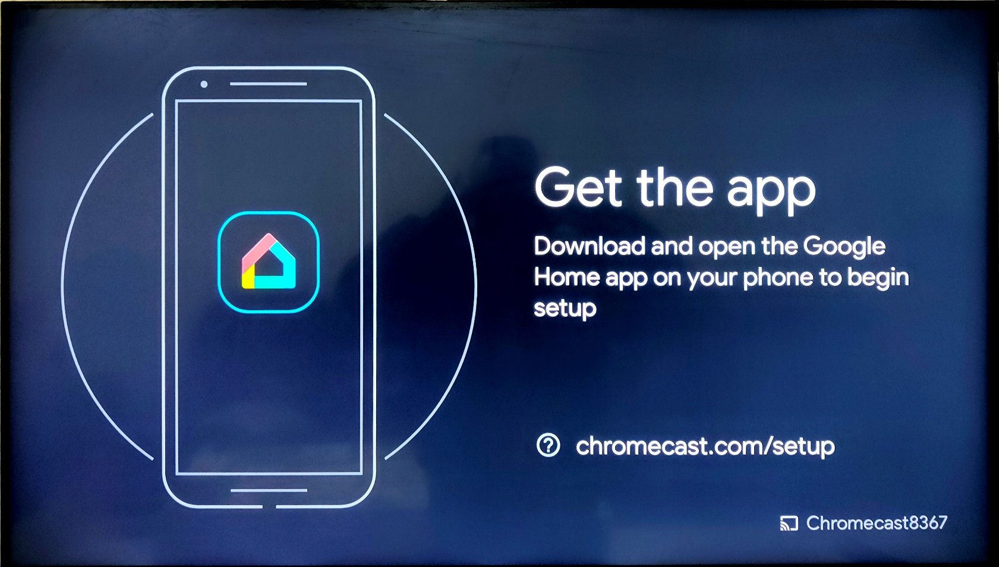 Get the app
Download and open the Google
Home app on your phone to begin
setup
chromecast.com/setup
Chromecast8367